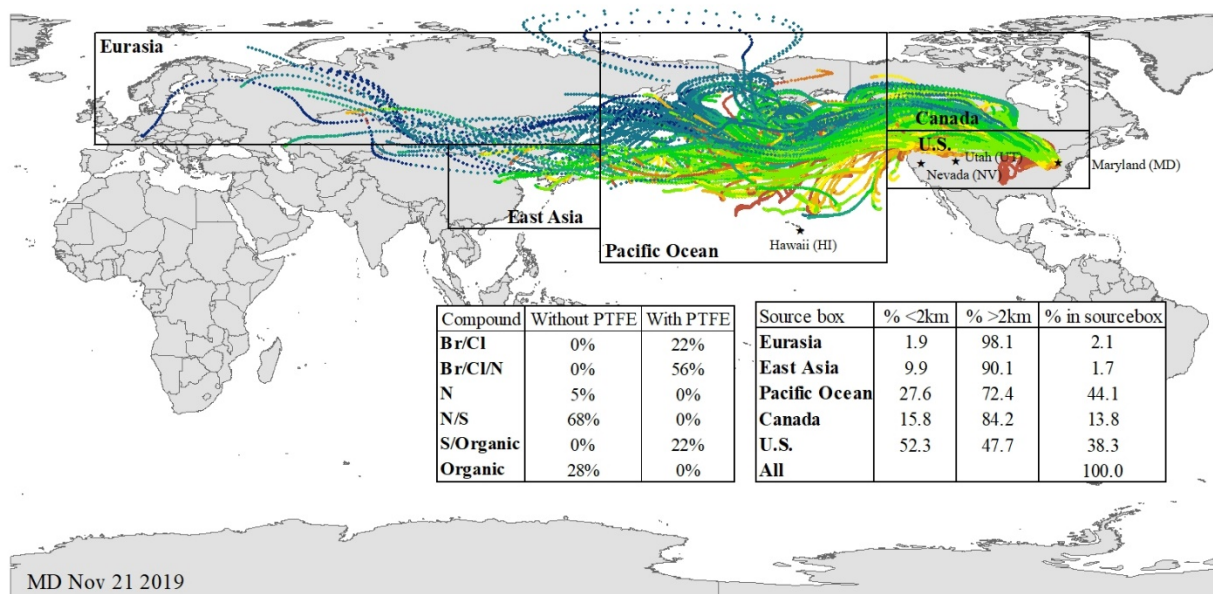 Eurasia
Canada
U.S.
Utah (UT)
Maryland (MD)
Nevada (NV)
East Asia
Hawaii (HI)
Pacific Ocean
Compound Without PTFE With PTFE
Br/Cl 0% 22%
Br/Cl/N 0% 56%
N 5% 0%
N/S 68% 0%
S/Organic 0% 22%
Organic 28% 0%
Source box % <2km % >2km % in sourcebox
Eurasia 1.9 98.1 2.1
East Asia 9.9 90.1 1.7
Pacific Ocean 27.6 72.4 44.1
Canada 15.8 84.2 13.8
U.S. 52.3 47.7 38.3
All 100.0
MD Nov 21 2019